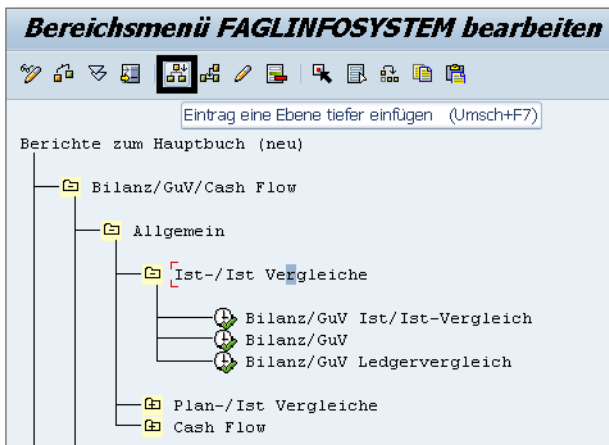 Bereichsmenü FAGLINFOSYSTEM bearbeiten
Eintrag eine Ebene tiefer einfügen (Umsch+F7)
Berichte zum Hauptbuch (neu)
Bilanz/GuV/Cash Flow
Allgemein
Ist-/Ist Vergleiche
Bilanz/GuV Ist/Ist-Vergleich
Bilanz/GuV
Bilanz/GuV Ledgervergleich
Plan-/Ist Vergleiche
Cash Flow